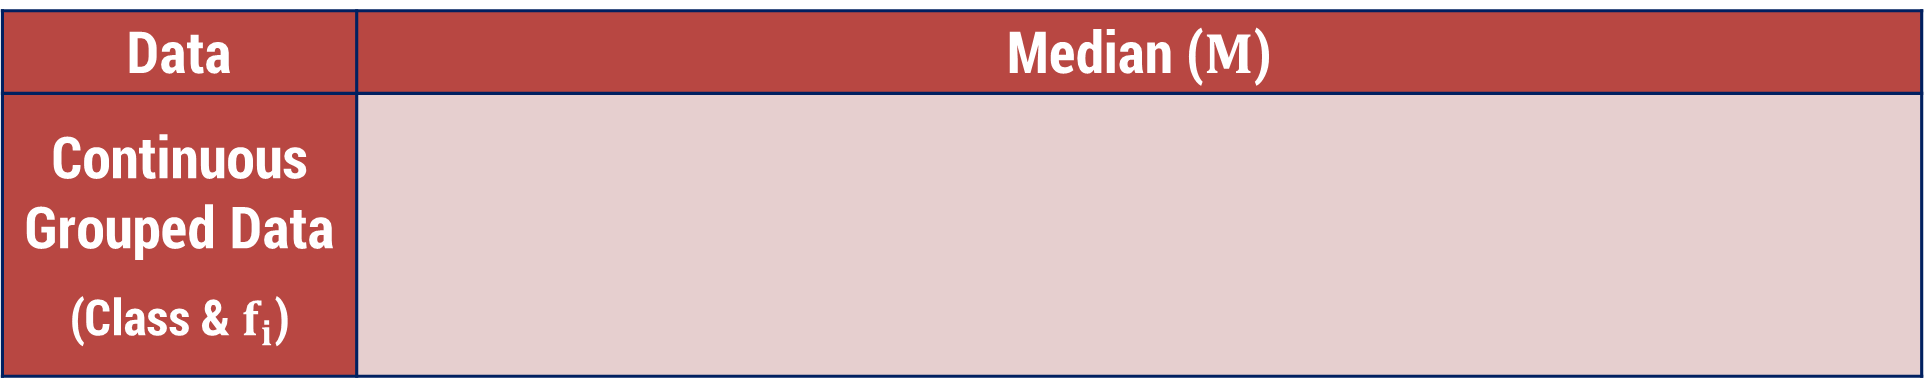 Data
Median (M)
Continuous
Grouped Data
(Class & fᵢ)